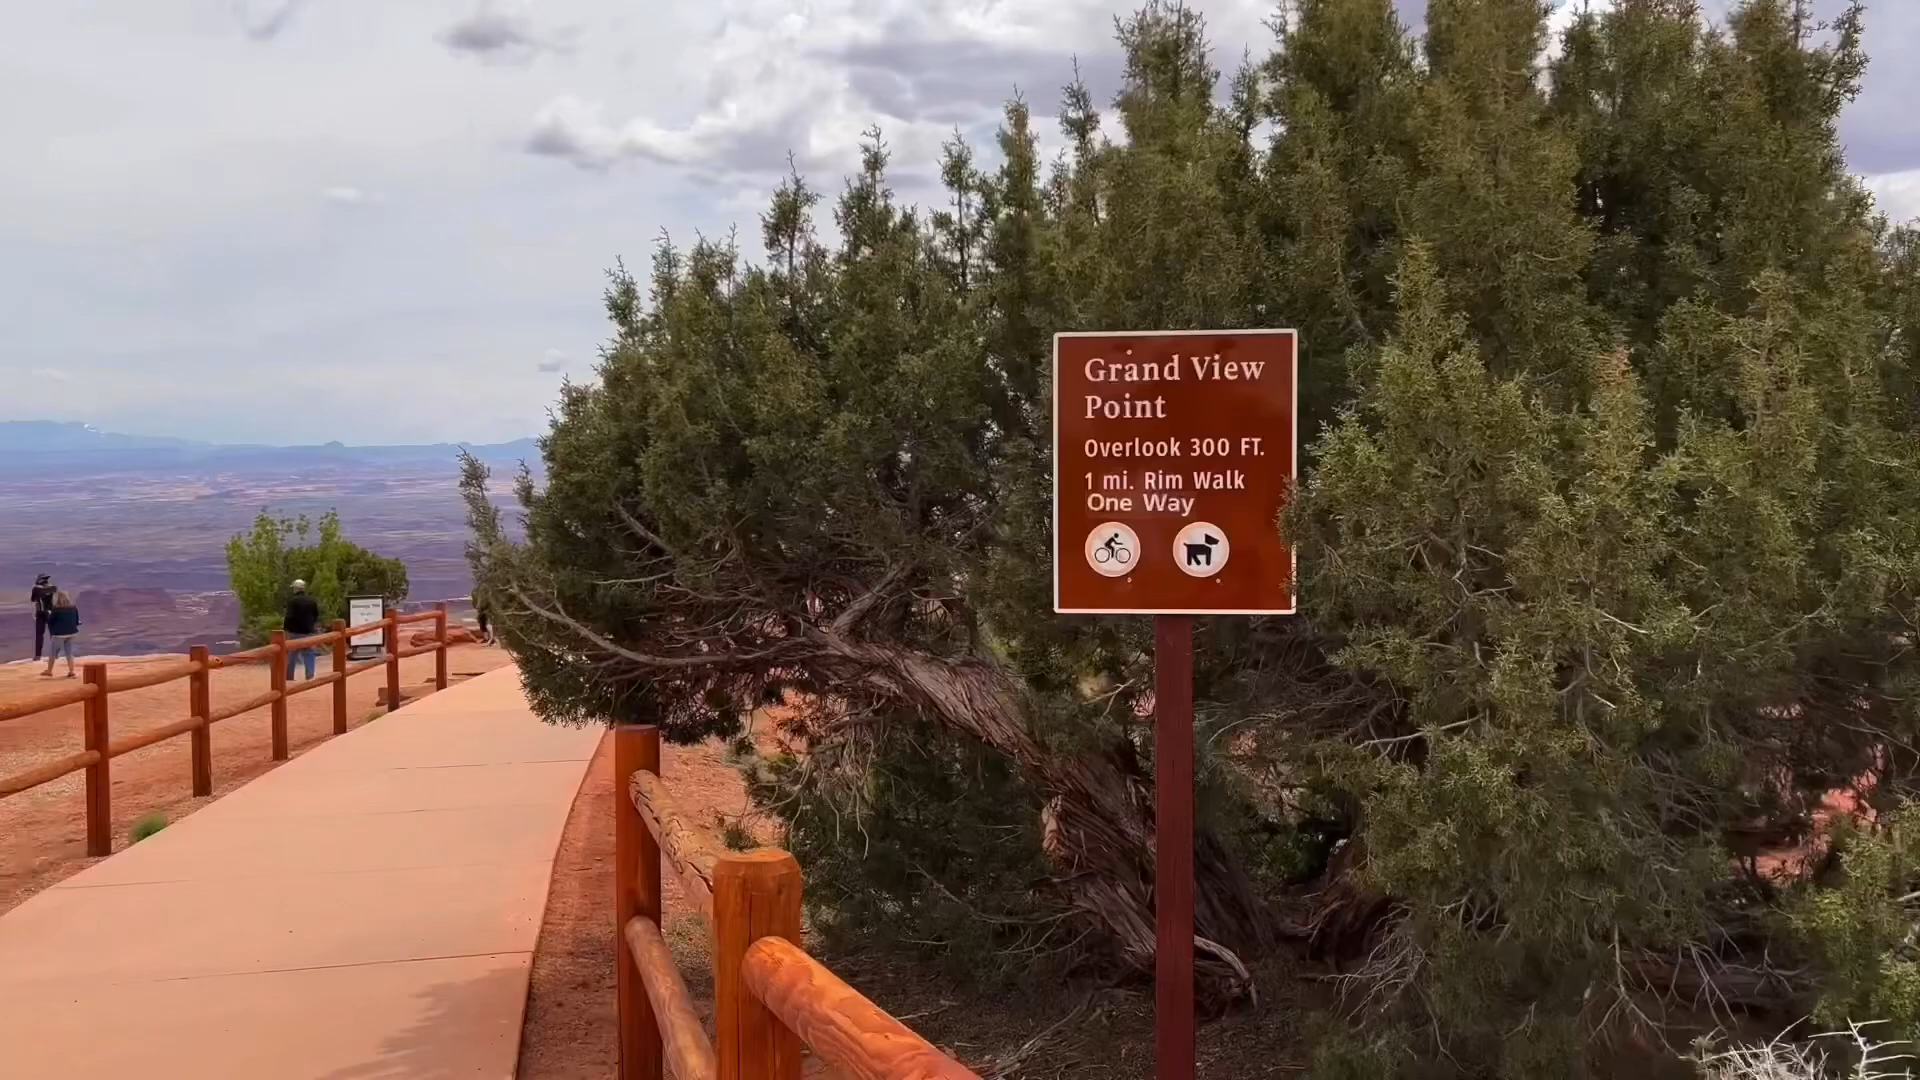 Grand View
Point
Overlook 300 FT.
1 mi. Rim Walk
One Way